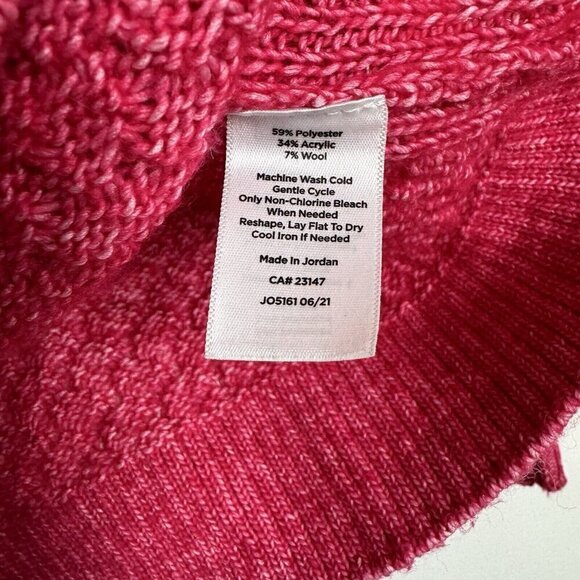 59% Polyester
34% Acrylic
7% Wool
Machine Wash Cold
Gentle Cycle
Only Non-Chlorine Bleach
When Needed
Reshape, Lay Flat To Dry
Cool Iron If Needed
Made In Jordan
CA# 23147
JO5161 06/21